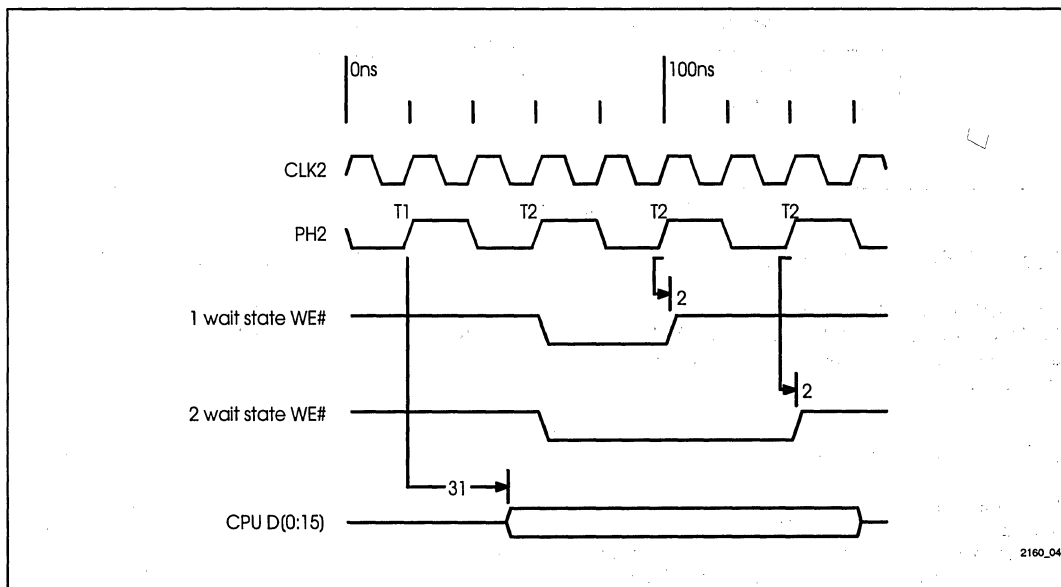 0ns 100ns
CLK2
T1 T2 T2 T2
PH2
2
1 wait state WE#
2
2 wait state WE#
31
CPU D(0:15)
2160_04